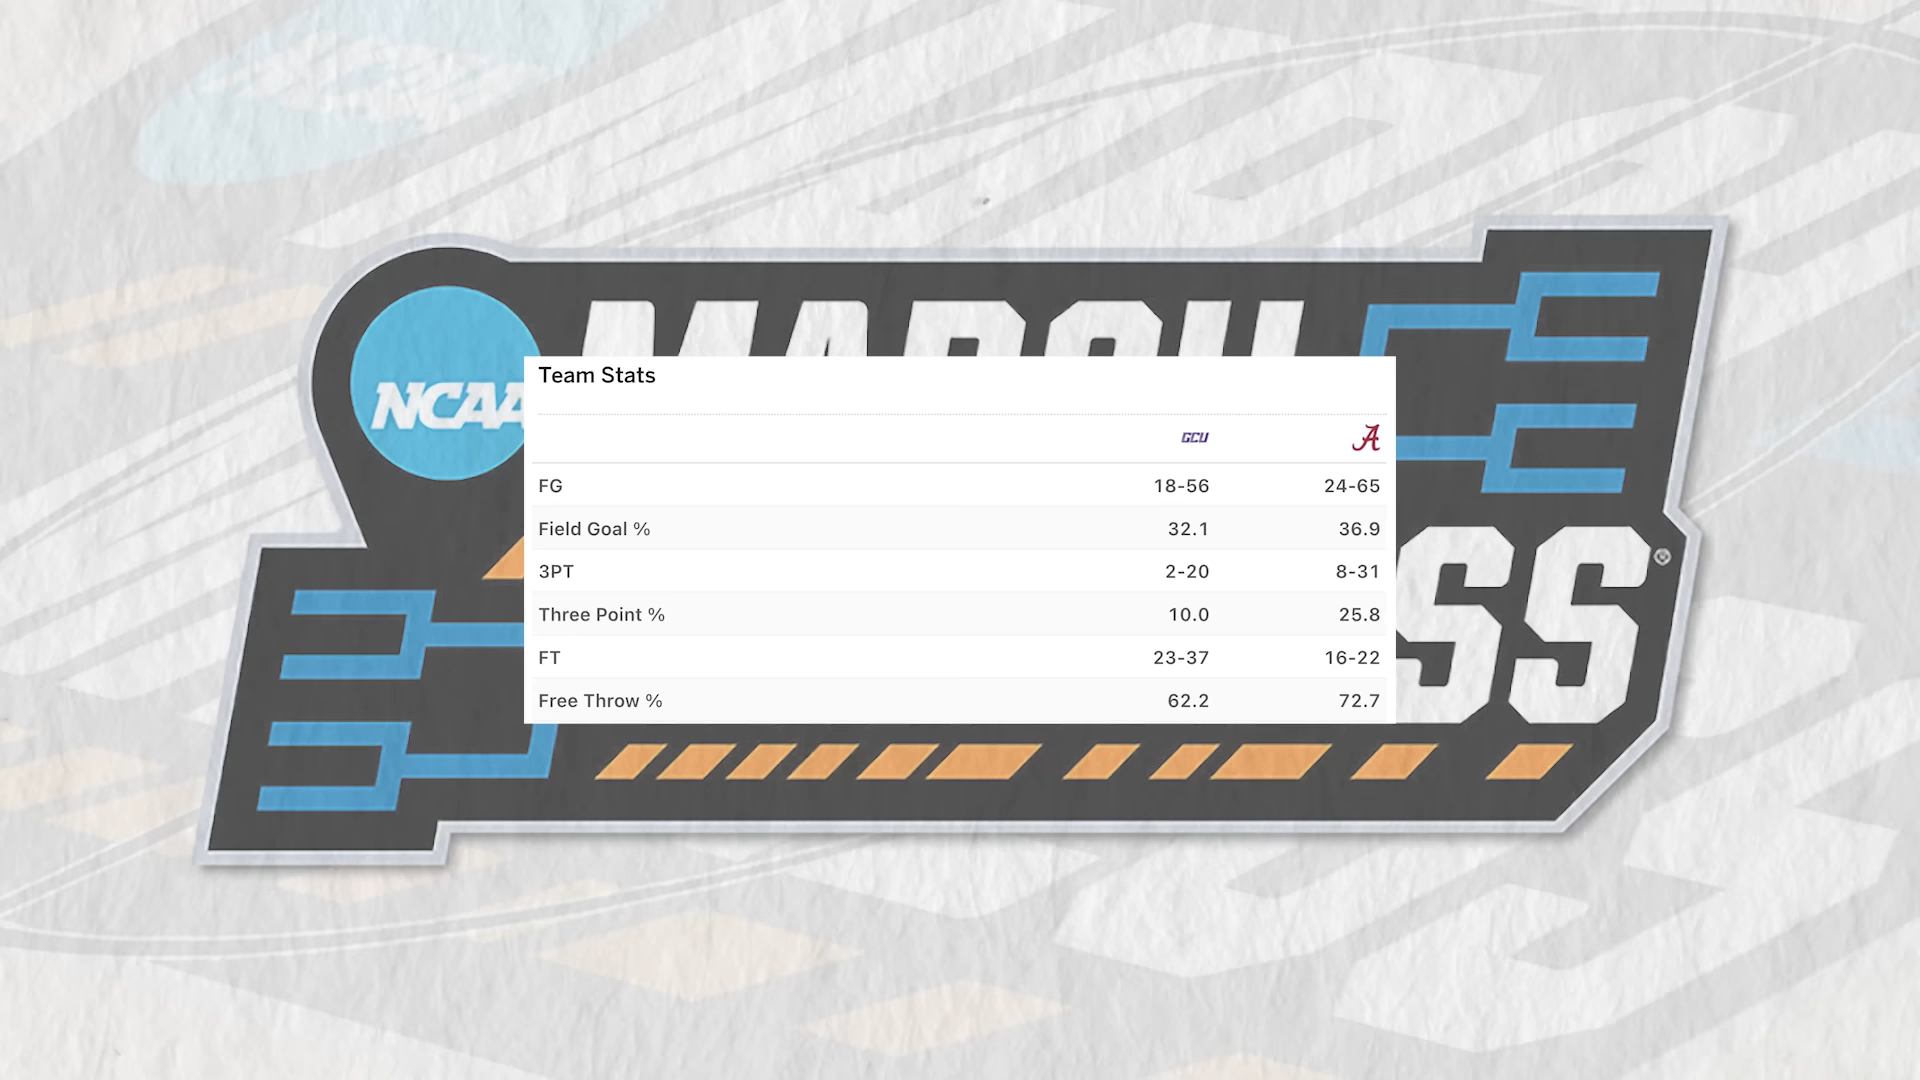 NCAA
Team Stats
GCU A
FG 18-56 24-65
Field Goal % 32.1 36.9
3PT 2-20 8-31
Three Point % 10.0 25.8
FT 23-37 16-22
Free Throw % 62.2 72.7
SS